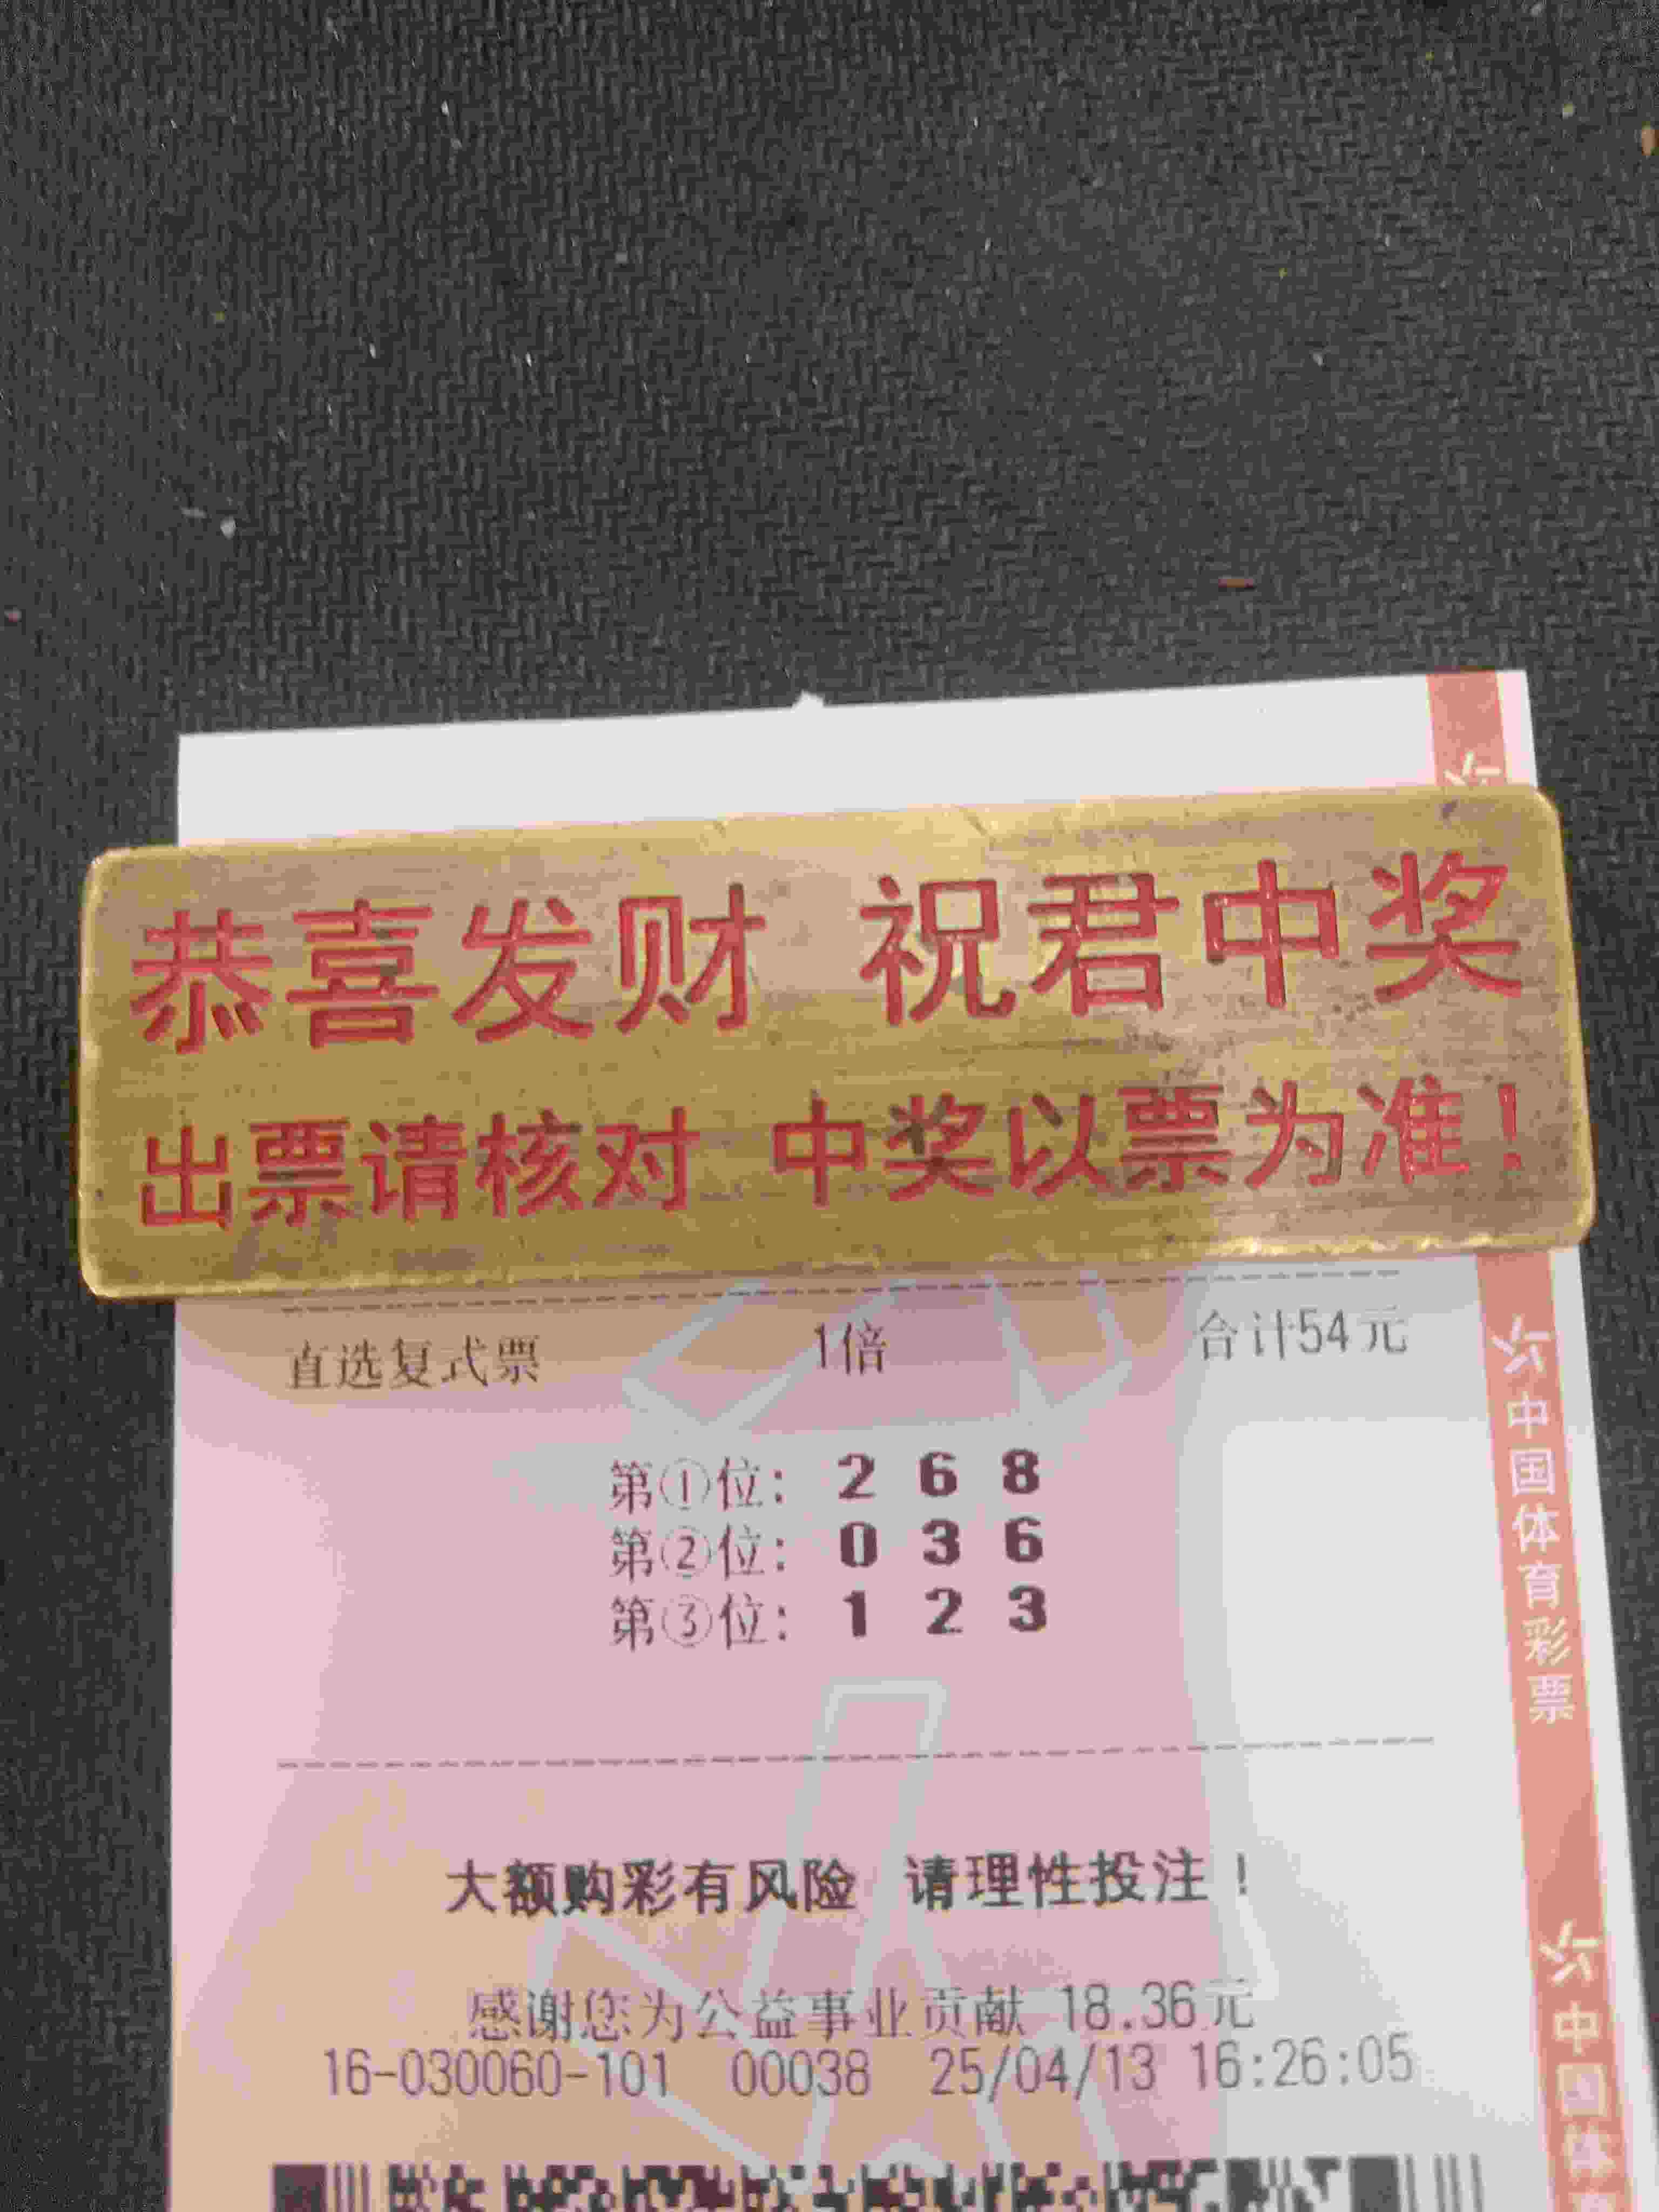 恭喜发财 祝君中奖
出票请核对 中奖以票为准！
直选复式票 1倍 合计54元
第①位： 2 6 8
第②位： 0 3 6
第③位： 1 2 3
大额购彩有风险 请理性投注！
感谢您为公益事业贡献 18.36元
16-030060-101 00038 25/04/13 16:26:05
中国体育彩票
中国体